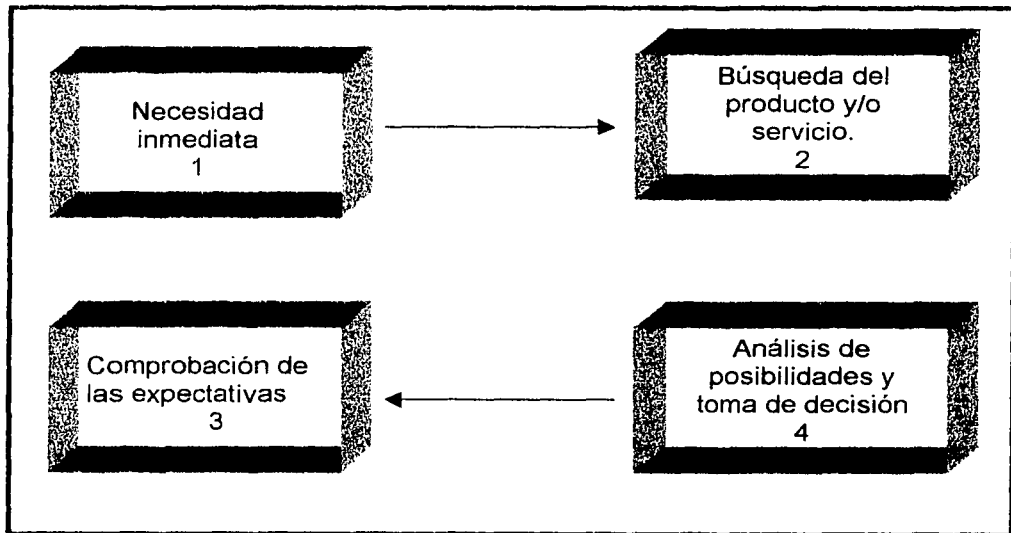 Necesidad
inmediata
1
Búsqueda del
producto y/o
servicio.
2
Comprobación de
las expectativas
3
Análisis de
posibilidades y
toma de decisión
4